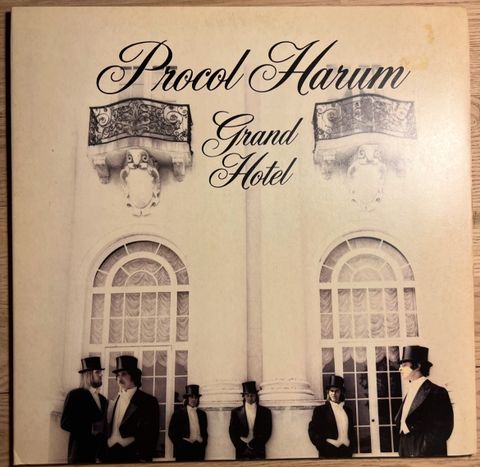 Procol Harum
Grand
Hotel